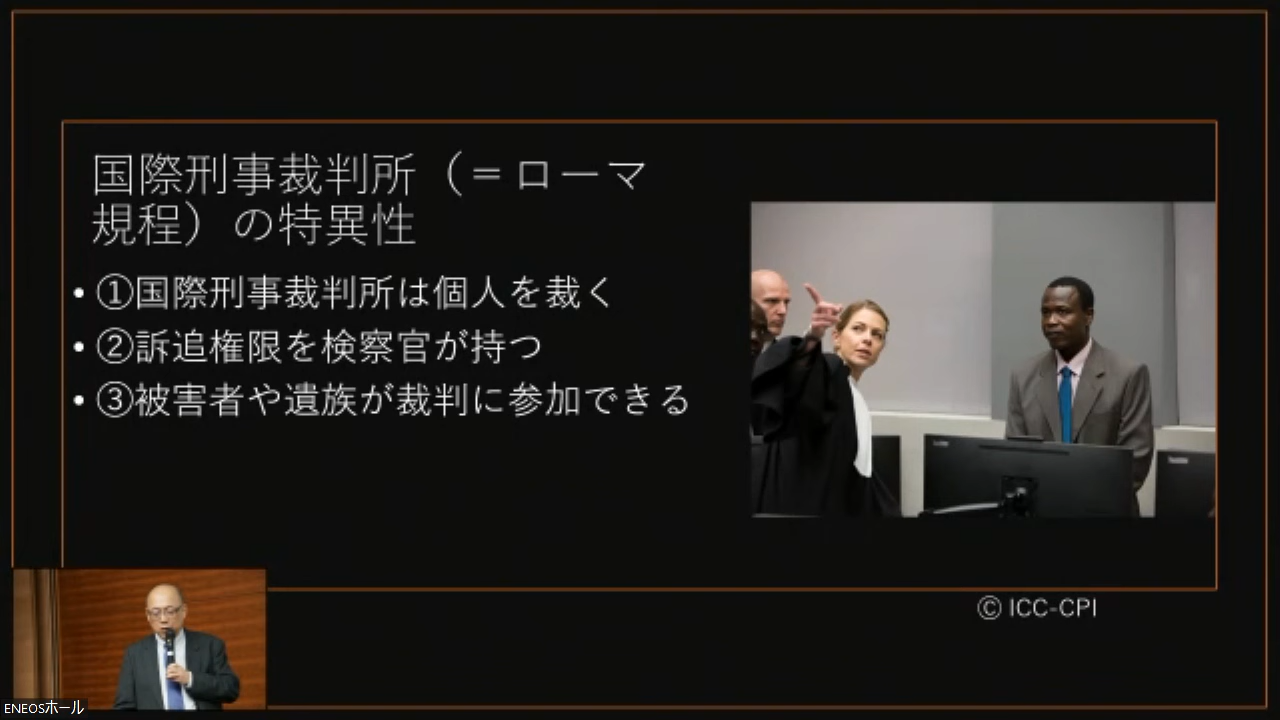 国際刑事裁判所（＝ローマ
規程）の特異性
• ①国際刑事裁判所は個人を裁く
• ②訴追権限を検察官が持つ
• ③被害者や遺族が裁判に参加できる
© ICC-CPI
ENEOSホール